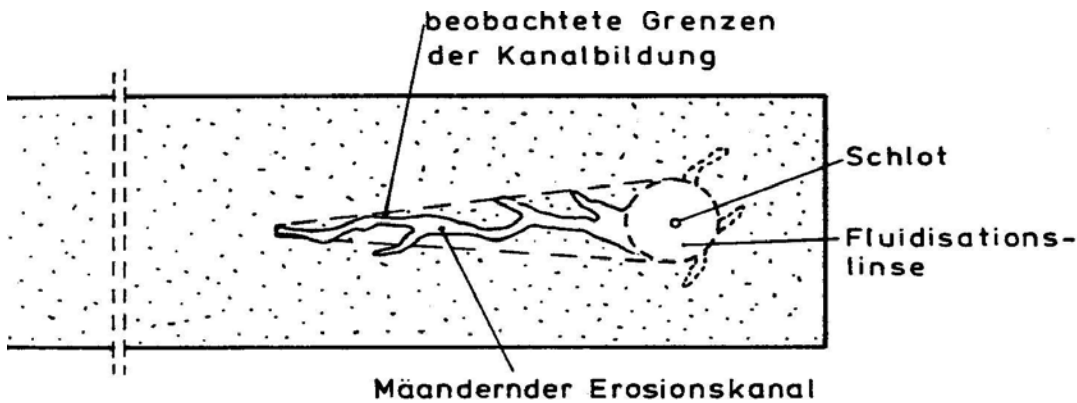 beobachtete Grenzen
der Kanalbildung
Schlot
Fluidisations-
linse
Mäandernder Erosionskanal